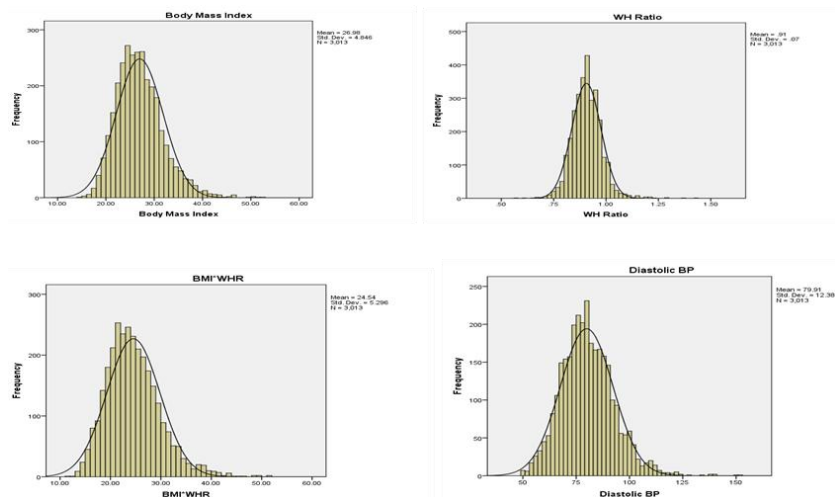 Body Mass Index
Mean = 26.98
Std. Dev. = 4.846
N = 3,013
300
200
100
0
Frequency
10.00 20.00 30.00 40.00 50.00 60.00
Body Mass Index
WH Ratio
Mean = .91
Std. Dev. = .07
N = 3,013
500
400
300
200
100
0
Frequency
.50 .75 1.00 1.25 1.50
WH Ratio
BMI*WHR
Mean = 24.54
Std. Dev. = 5.296
N = 3,013
300
200
100
0
Frequency
10.00 20.00 30.00 40.00 50.00 60.00
BMI*WHR
Diastolic BP
Mean = 79.91
Std. Dev. = 12.38
N = 3,013
250
200
150
100
50
0
Frequency
50 75 100 125 150
Diastolic BP